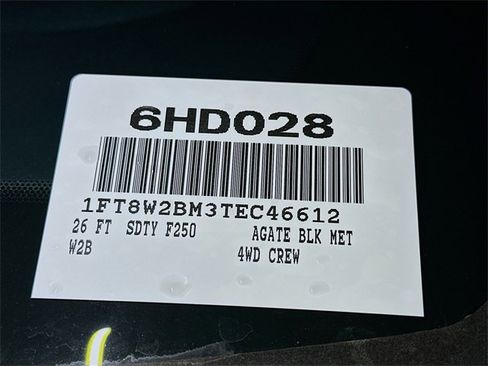 6HD028
1FT8W2BM3TEC46612
26 FT SDTY F250 AGATE BLK MET
W2B 4WD CREW